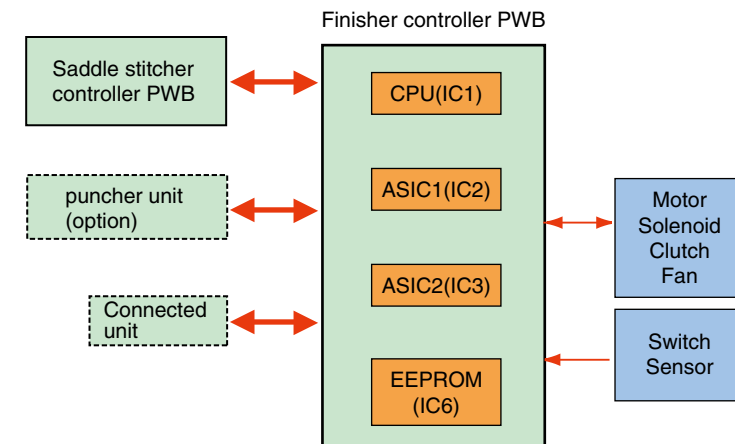 Finisher controller PWB
Saddle stitcher
controller PWB
CPU(IC1)
puncher unit
(option)
ASIC1(IC2)
Motor
Solenoid
Clutch
Fan
Connected
unit
ASIC2(IC3)
Switch
Sensor
EEPROM
(IC6)